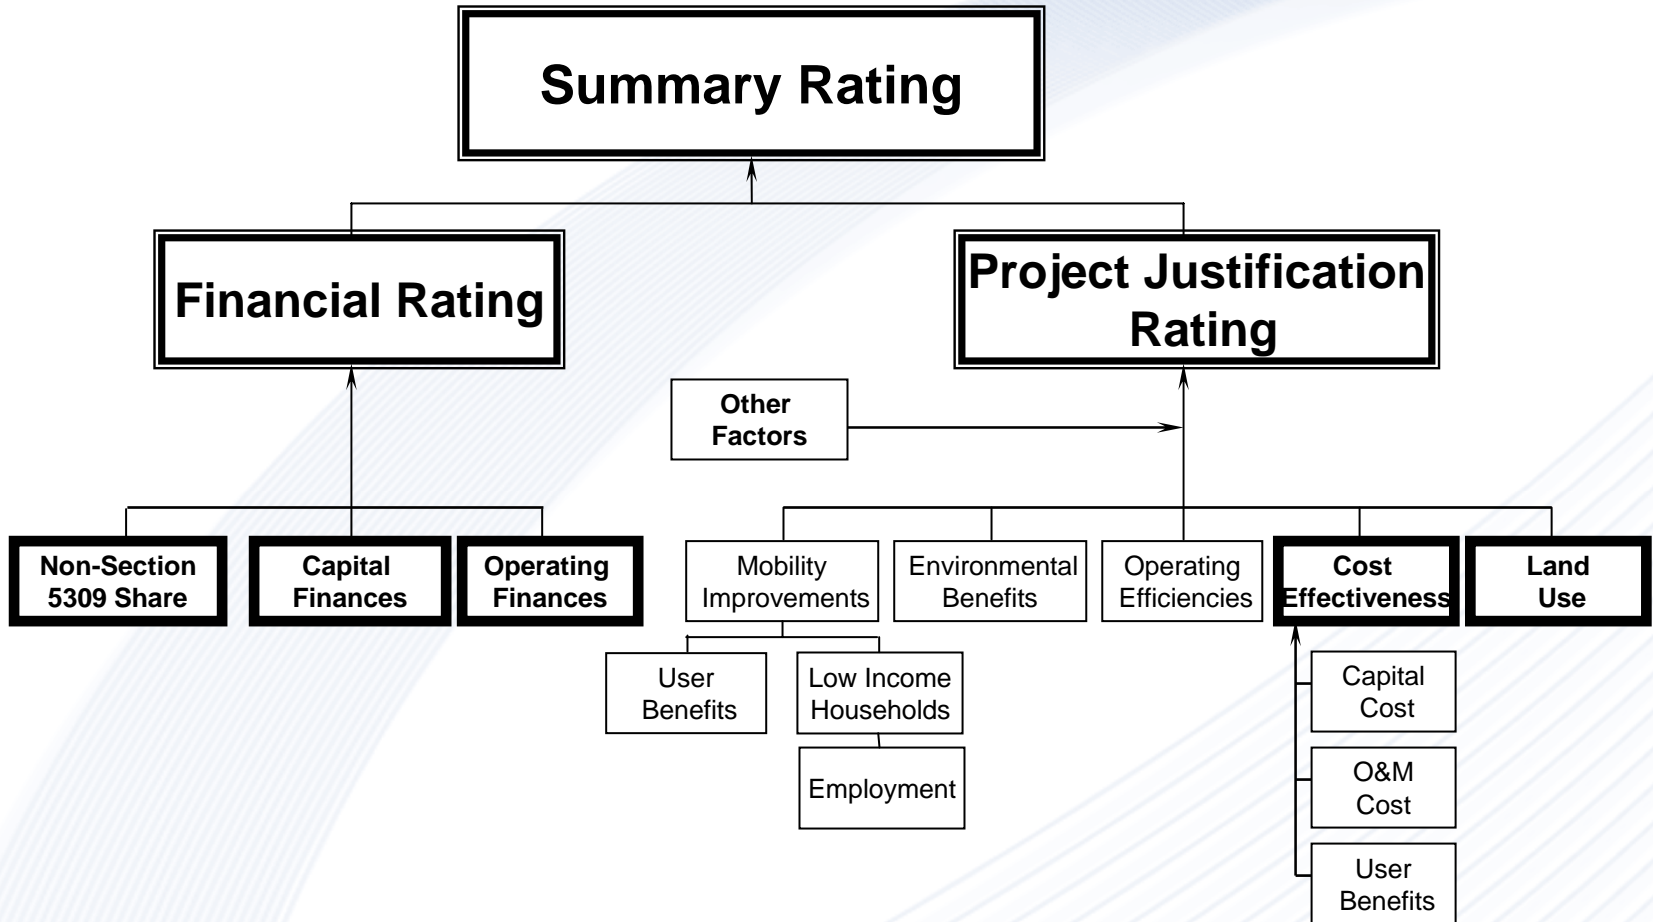 Summary Rating
Financial Rating
Project Justification
Rating
Other
Factors
Non-Section
5309 Share
Capital
Finances
Operating
Finances
Mobility
Improvements
Environmental
Benefits
Operating
Efficiencies
Cost
Effectiveness
Land
Use
User
Benefits
Low Income
Households
Employment
Capital
Cost
O&M
Cost
User
Benefits